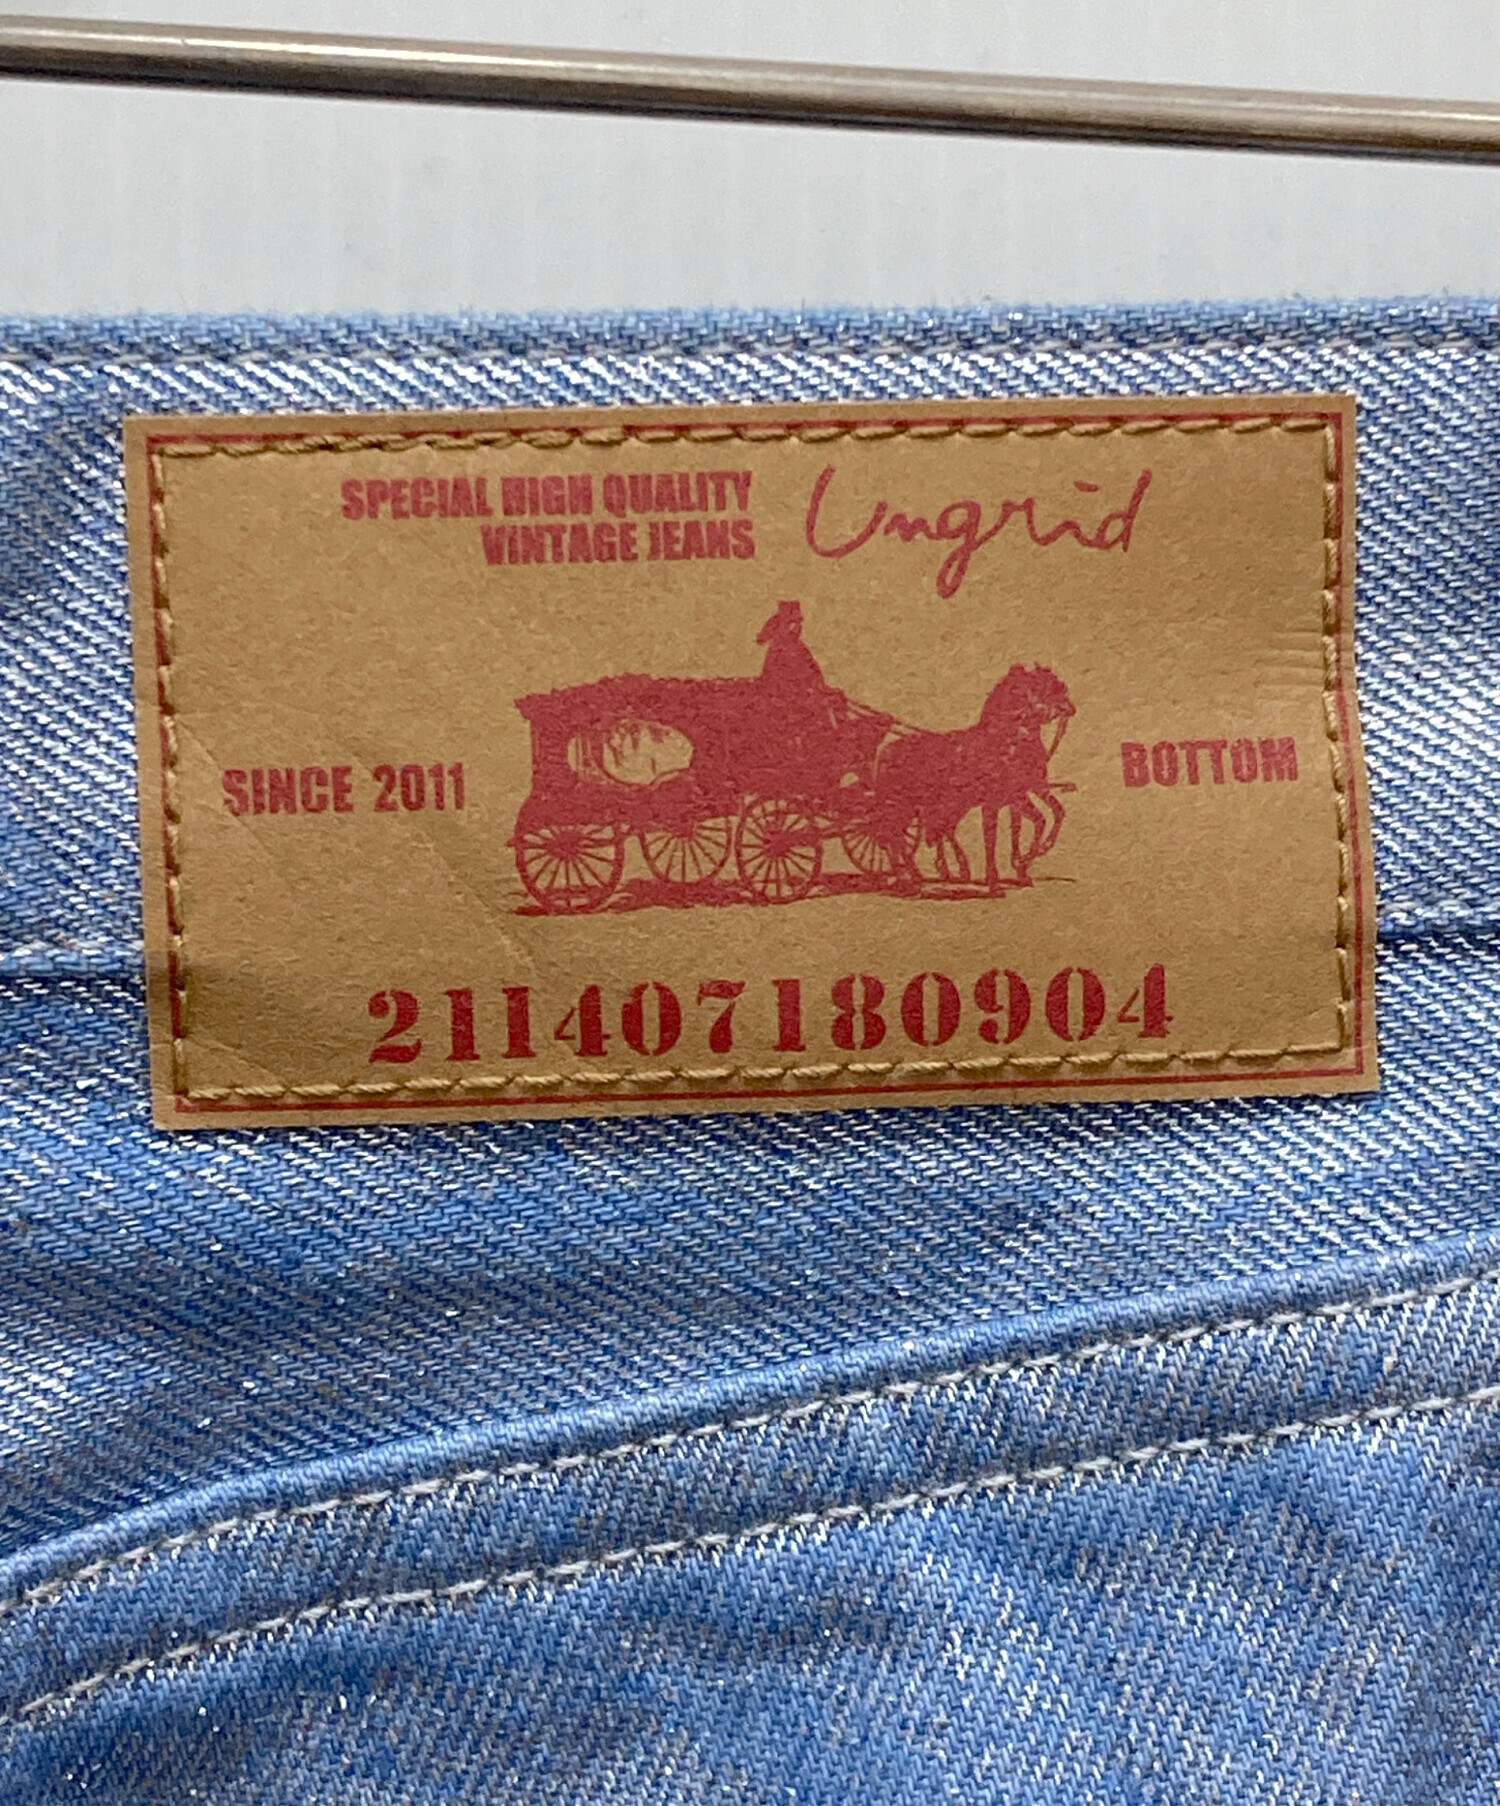 SPECIAL HIGH QUALITY
VINTAGE JEANS
Ungrid
SINCE 2011
BOTTOM
211407180904